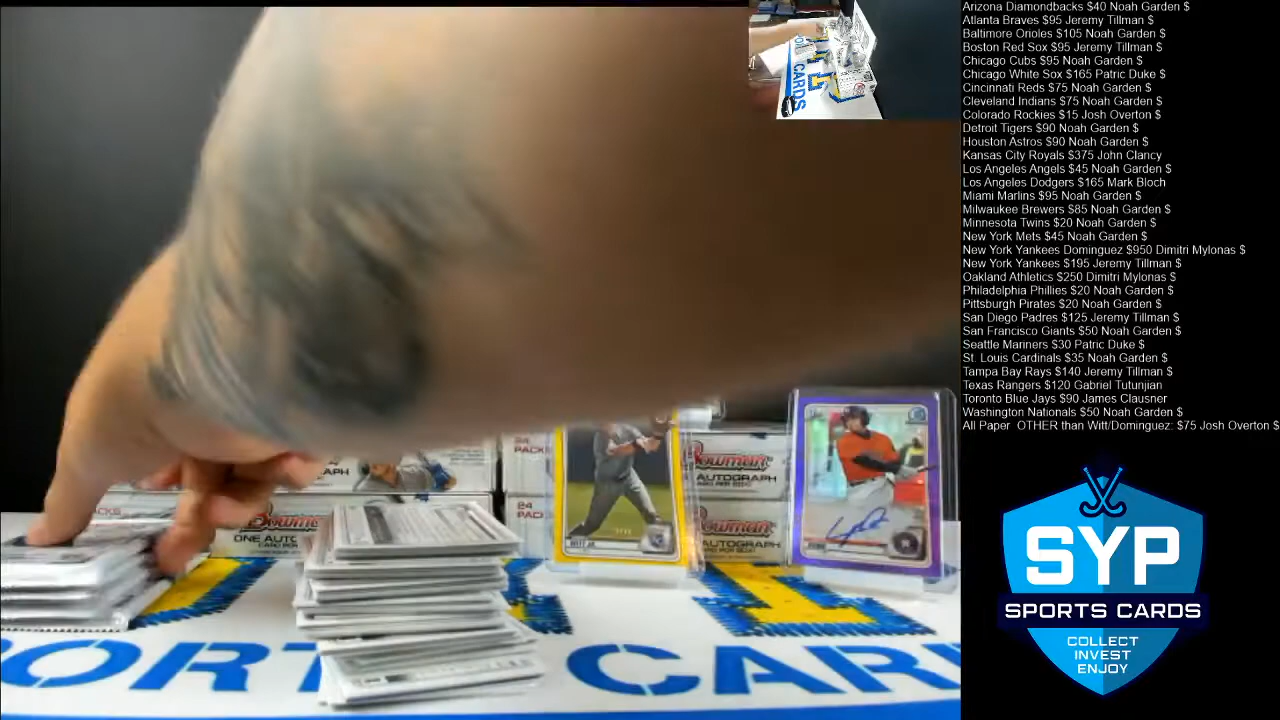 Arizona Diamondbacks $40 Noah Garden $
Atlanta Braves $95 Jeremy Tillman $
Baltimore Orioles $105 Noah Garden $
Boston Red Sox $95 Jeremy Tillman $
Chicago Cubs $95 Noah Garden $
Chicago White Sox $165 Patric Duke $
Cincinnati Reds $75 Noah Garden $
Cleveland Indians $75 Noah Garden $
Colorado Rockies $15 Josh Overton $
Detroit Tigers $90 Noah Garden $
Houston Astros $90 Noah Garden $
Kansas City Royals $375 John Clancy
Los Angeles Angels $45 Noah Garden $
Los Angeles Dodgers $165 Mark Bloch
Miami Marlins $95 Noah Garden $
Milwaukee Brewers $85 Noah Garden $
Minnesota Twins $20 Noah Garden $
New York Mets $45 Noah Garden $
New York Yankees Dominguez $950 Dimitri Mylonas $
New York Yankees $195 Jeremy Tillman $
Oakland Athletics $250 Dimitri Mylonas $
Philadelphia Phillies $20 Noah Garden $
Pittsburgh Pirates $20 Noah Garden $
San Diego Padres $125 Jeremy Tillman $
San Francisco Giants $50 Noah Garden $
Seattle Mariners $30 Patric Duke $
St. Louis Cardinals $35 Noah Garden $
Tampa Bay Rays $140 Jeremy Tillman $
Texas Rangers $120 Gabriel Tutunjian
Toronto Blue Jays $90 James Clausner
Washington Nationals $50 Noah Garden $
All Paper OTHER than Witt/Dominguez: $75 Josh Overton $
SYP
SPORTS CARDS
COLLECT
INVEST
ENJOY
CARDS
24
PACK
Bowman
AUTOGRAPH
24
PACK
Bowman
ONE AUTO
Bowman
AUTOGRAPH
WITT JR.
ORT CAR